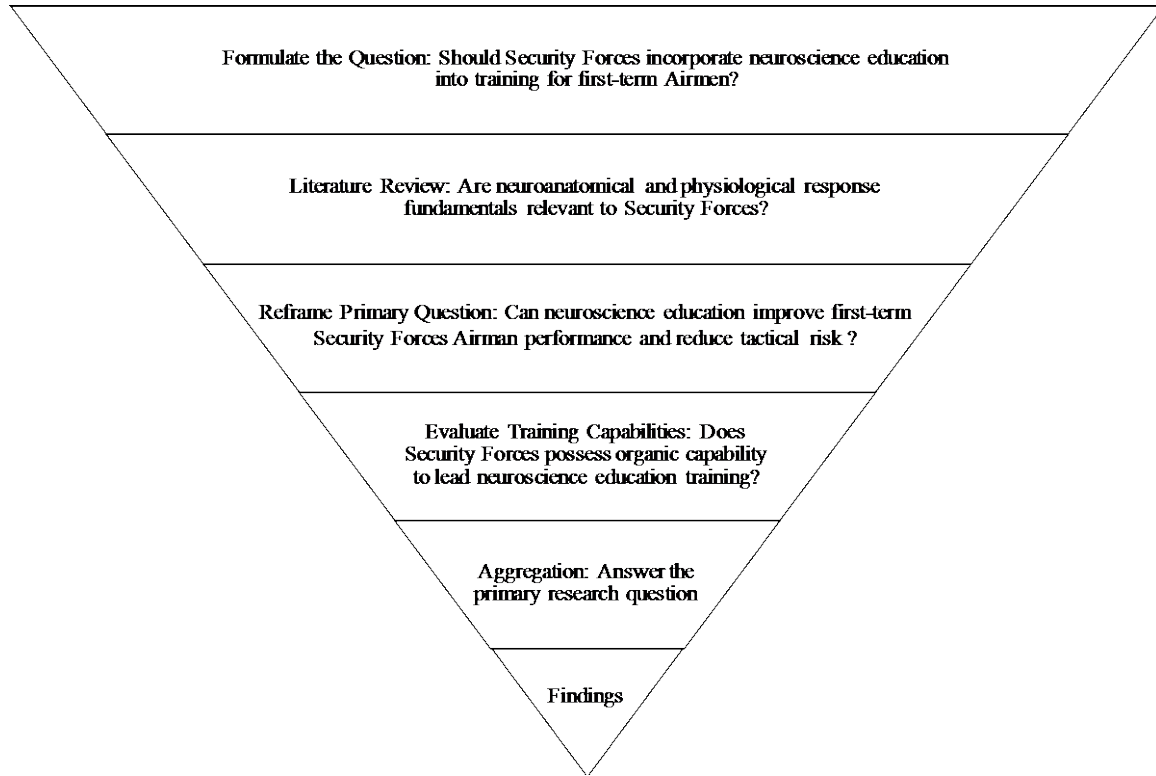 Formulate the Question: Should Security Forces incorporate neuroscience education
into training for first-term Airmen?
Literature Review: Are neuroanatomical and physiological response
fundamentals relevant to Security Forces?
Reframe Primary Question: Can neuroscience education improve first-term
Security Forces Airman performance and reduce tactical risk ?
Evaluate Training Capabilities: Does
Security Forces possess organic capability
to lead neuroscience education training?
Aggregation: Answer the
primary research question
Findings